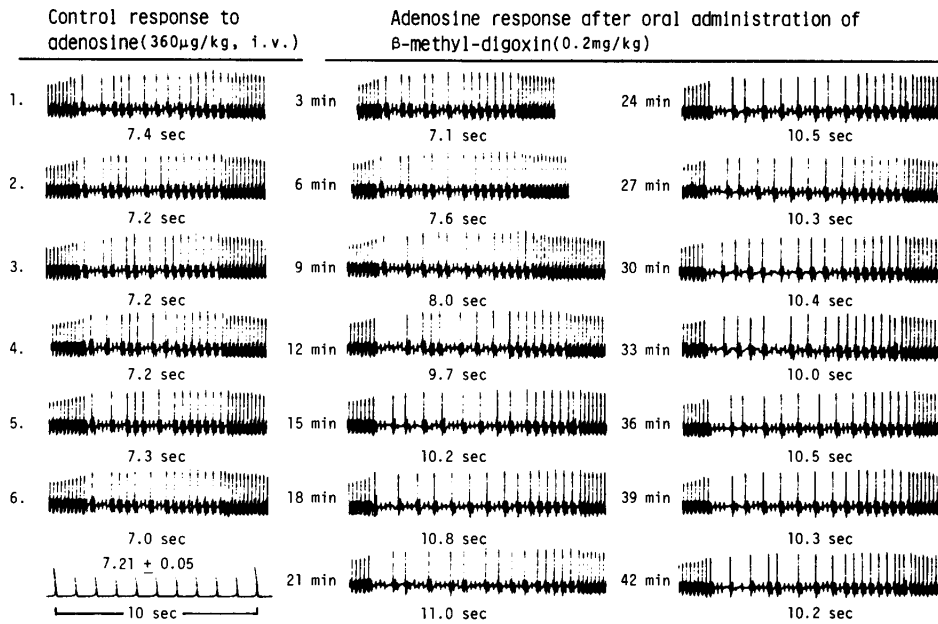 Control response to
adenosine(360µg/kg, i.v.)
1.
7.4 sec
2.
7.2 sec
3.
7.2 sec
4.
7.2 sec
5.
7.3 sec
6.
7.0 sec
7.21 ± 0.05
10 sec
Adenosine response after oral administration of
β-methyl-digoxin(0.2mg/kg)
3 min
7.1 sec
6 min
7.6 sec
9 min
8.0 sec
12 min
9.7 sec
15 min
10.2 sec
18 min
10.8 sec
21 min
11.0 sec
24 min
10.5 sec
27 min
10.3 sec
30 min
10.4 sec
33 min
10.0 sec
36 min
10.5 sec
39 min
10.3 sec
42 min
10.2 sec